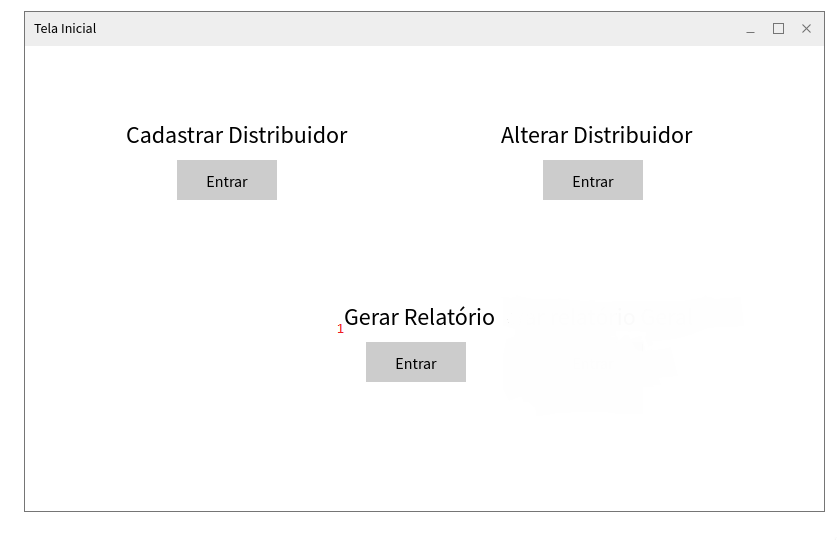 Tela Inicial
Cadastrar Distribuidor
Alterar Distribuidor
Entrar
Entrar
Gerar Relatório
1
Entrar